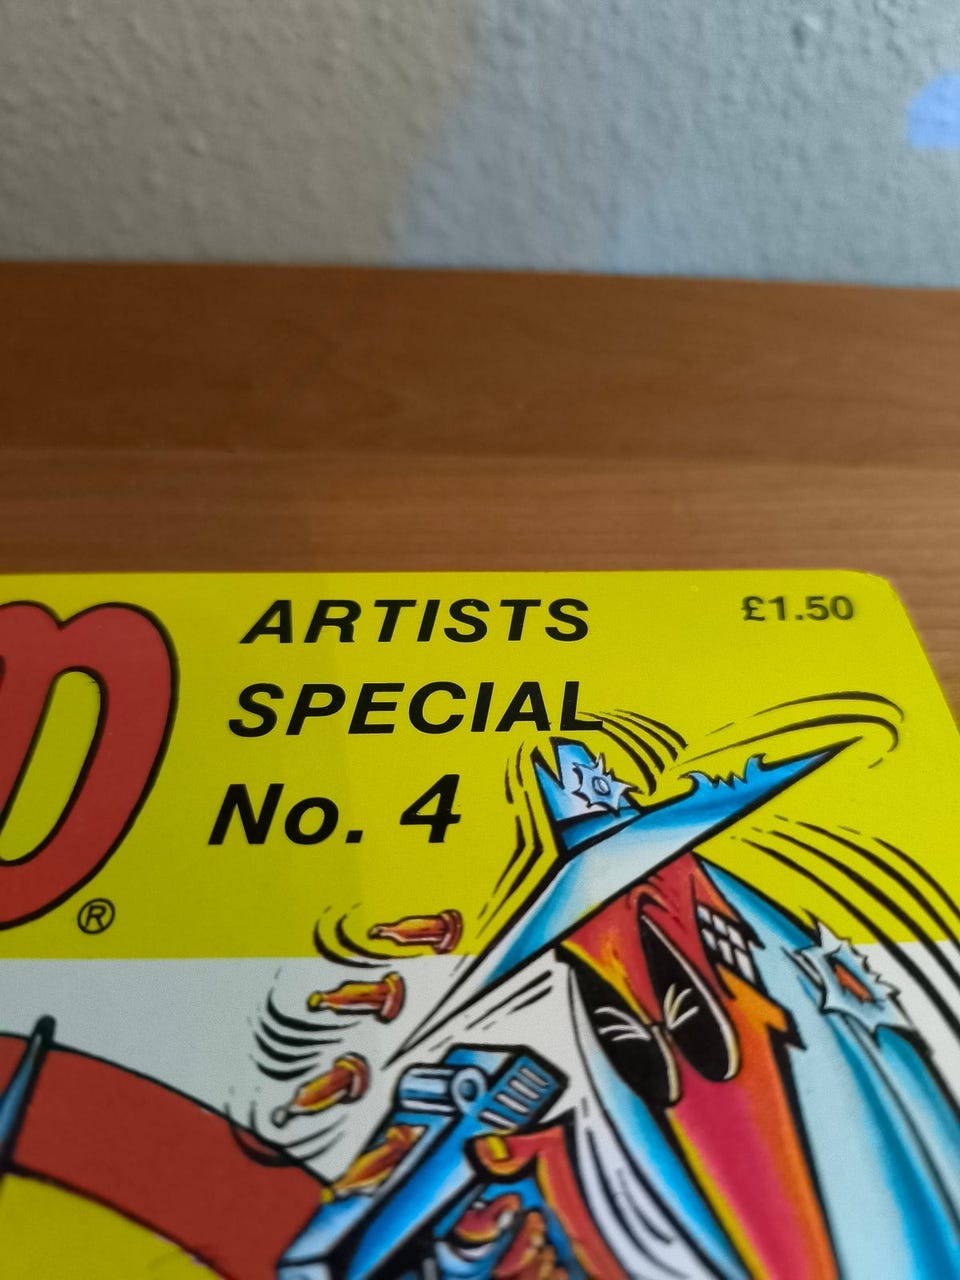 ARTISTS £1.50
SPECIAL
No. 4
®